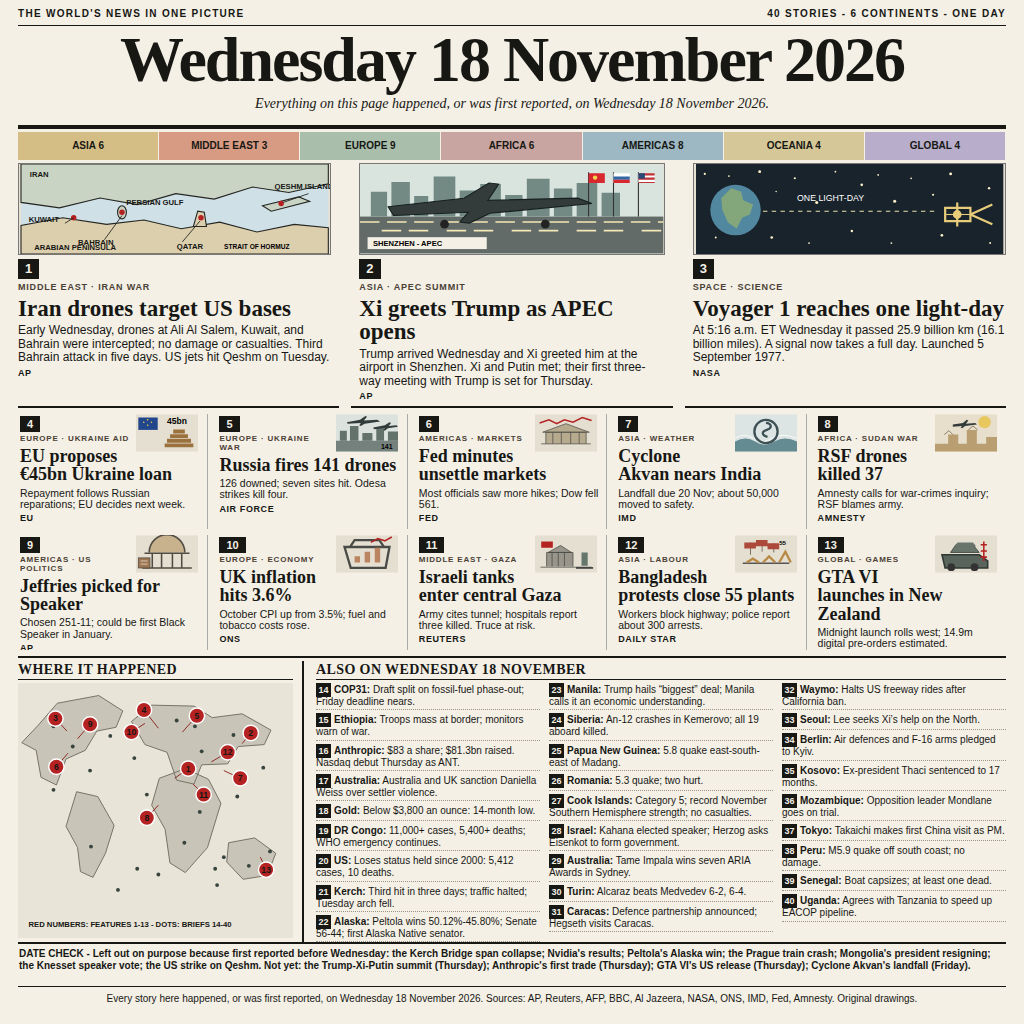 THE WORLD'S NEWS IN ONE PICTURE
40 STORIES - 6 CONTINENTS - ONE DAY
Wednesday 18 November 2026
Everything on this page happened, or was first reported, on Wednesday 18 November 2026.
ASIA 6
MIDDLE EAST 3
EUROPE 9
AFRICA 6
AMERICAS 8
OCEANIA 4
GLOBAL 4
IRAN
QESHM ISLAND
PERSIAN GULF
KUWAIT
BAHRAIN
ARABIAN PENINSULA
QATAR
STRAIT OF HORMUZ
1
MIDDLE EAST · IRAN WAR
Iran drones target US bases
Early Wednesday, drones at Ali Al Salem, Kuwait, and
Bahrain were intercepted; no damage or casualties. Third
Bahrain attack in five days. US jets hit Qeshm on Tuesday.
AP
SHENZHEN - APEC
2
ASIA · APEC SUMMIT
Xi greets Trump as APEC
opens
Trump arrived Wednesday and Xi greeted him at the
airport in Shenzhen. Xi and Putin met; their first three-
way meeting with Trump is set for Thursday.
AP
ONE LIGHT-DAY
3
SPACE · SCIENCE
Voyager 1 reaches one light-day
At 5:16 a.m. ET Wednesday it passed 25.9 billion km (16.1
billion miles). A signal now takes a full day. Launched 5
September 1977.
NASA
4
45bn
EUROPE · UKRAINE AID
EU proposes
€45bn Ukraine loan
Repayment follows Russian
reparations; EU decides next week.
EU
5
141
EUROPE · UKRAINE
WAR
Russia fires 141 drones
126 downed; seven sites hit. Odesa
strikes kill four.
AIR FORCE
6
AMERICAS · MARKETS
Fed minutes
unsettle markets
Most officials saw more hikes; Dow fell
561.
FED
7
ASIA · WEATHER
Cyclone
Akvan nears India
Landfall due 20 Nov; about 50,000
moved to safety.
IMD
8
AFRICA · SUDAN WAR
RSF drones
killed 37
Amnesty calls for war-crimes inquiry;
RSF blames army.
AMNESTY
9
AMERICAS · US
POLITICS
Jeffries picked for
Speaker
Chosen 251-11; could be first Black
Speaker in January.
AP
10
EUROPE · ECONOMY
UK inflation
hits 3.6%
October CPI up from 3.5%; fuel and
tobacco costs rose.
ONS
11
MIDDLE EAST · GAZA
Israeli tanks
enter central Gaza
Army cites tunnel; hospitals report
three killed. Truce at risk.
REUTERS
12
55
ASIA · LABOUR
Bangladesh
protests close 55 plants
Workers block highway; police report
about 300 arrests.
DAILY STAR
13
GLOBAL · GAMES
GTA VI
launches in New
Zealand
Midnight launch rolls west; 14.9m
digital pre-orders estimated.
WHERE IT HAPPENED
3
9
4
5
10
2
12
6
1
7
11
8
13
RED NUMBERS: FEATURES 1-13 - DOTS: BRIEFS 14-40
ALSO ON WEDNESDAY 18 NOVEMBER
14 COP31: Draft split on fossil-fuel phase-out;
Friday deadline nears.
15 Ethiopia: Troops mass at border; monitors
warn of war.
16 Anthropic: $83 a share; $81.3bn raised.
Nasdaq debut Thursday as ANT.
17 Australia: Australia and UK sanction Daniella
Weiss over settler violence.
18 Gold: Below $3,800 an ounce: 14-month low.
19 DR Congo: 11,000+ cases, 5,400+ deaths;
WHO emergency continues.
20 US: Loses status held since 2000: 5,412
cases, 10 deaths.
21 Kerch: Third hit in three days; traffic halted;
Tuesday arch fell.
22 Alaska: Peltola wins 50.12%-45.80%; Senate
56-44; first Alaska Native senator.
23 Manila: Trump hails “biggest” deal; Manila
calls it an economic understanding.
24 Siberia: An-12 crashes in Kemerovo; all 19
aboard killed.
25 Papua New Guinea: 5.8 quake east-south-
east of Madang.
26 Romania: 5.3 quake; two hurt.
27 Cook Islands: Category 5; record November
Southern Hemisphere strength; no casualties.
28 Israel: Kahana elected speaker; Herzog asks
Eisenkot to form government.
29 Australia: Tame Impala wins seven ARIA
Awards in Sydney.
30 Turin: Alcaraz beats Medvedev 6-2, 6-4.
31 Caracas: Defence partnership announced;
Hegseth visits Caracas.
32 Waymo: Halts US freeway rides after
California ban.
33 Seoul: Lee seeks Xi's help on the North.
34 Berlin: Air defences and F-16 arms pledged
to Kyiv.
35 Kosovo: Ex-president Thaci sentenced to 17
months.
36 Mozambique: Opposition leader Mondlane
goes on trial.
37 Tokyo: Takaichi makes first China visit as PM.
38 Peru: M5.9 quake off south coast; no
damage.
39 Senegal: Boat capsizes; at least one dead.
40 Uganda: Agrees with Tanzania to speed up
EACOP pipeline.
DATE CHECK - Left out on purpose because first reported before Wednesday: the Kerch Bridge span collapse; Nvidia's results; Peltola's Alaska win; the Prague train crash; Mongolia's president resigning;
the Knesset speaker vote; the US strike on Qeshm. Not yet: the Trump-Xi-Putin summit (Thursday); Anthropic's first trade (Thursday); GTA VI's US release (Thursday); Cyclone Akvan's landfall (Friday).
Every story here happened, or was first reported, on Wednesday 18 November 2026. Sources: AP, Reuters, AFP, BBC, Al Jazeera, NASA, ONS, IMD, Fed, Amnesty. Original drawings.